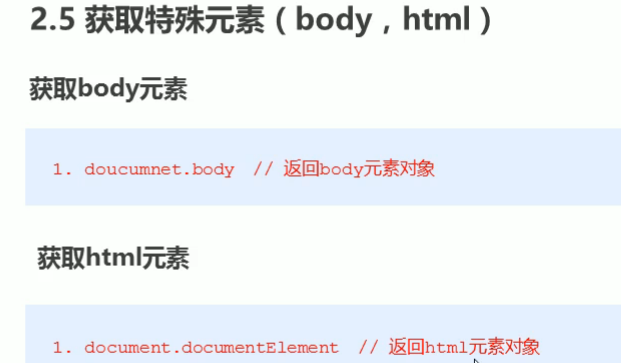 2.5 获取特殊元素（body，html）
获取body元素
1. doucumnet.body // 返回body元素对象
获取html元素
1. document.documentElement // 返回html元素对象